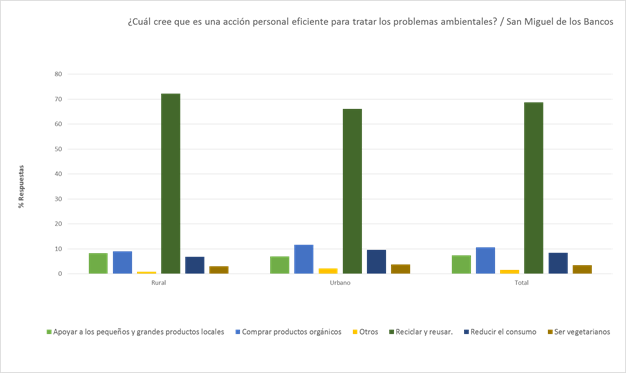 ¿Cuál cree que es una acción personal eficiente para tratar los problemas ambientales? / San Miguel de los Bancos
% Respuestas
80
70
60
50
40
30
20
10
0
Rural Urbano Total
Apoyar a los pequeños y grandes productos locales Comprar productos orgánicos Otros Reciclar y reusar. Reducir el consumo Ser vegetarianos